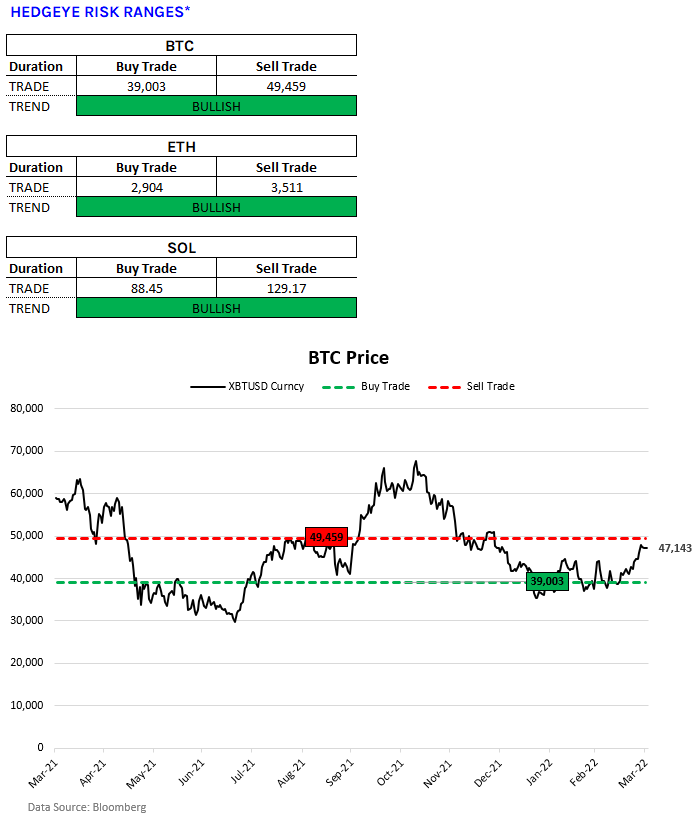 HEDGEYE RISK RANGES*
BTC
Duration Buy Trade Sell Trade
TRADE 39,003 49,459
TREND BULLISH
ETH
Duration Buy Trade Sell Trade
TRADE 2,904 3,511
TREND BULLISH
SOL
Duration Buy Trade Sell Trade
TRADE 88.45 129.17
TREND BULLISH
BTC Price
XBTUSD Curncy Buy Trade Sell Trade
80,000
70,000
60,000
50,000
49,459
47,143
40,000
39,003
30,000
20,000
10,000
0
Mar-21 Apr-21 May-21 Jun-21 Jul-21 Aug-21 Sep-21 Oct-21 Nov-21 Dec-21 Jan-22 Feb-22 Mar-22
Data Source: Bloomberg